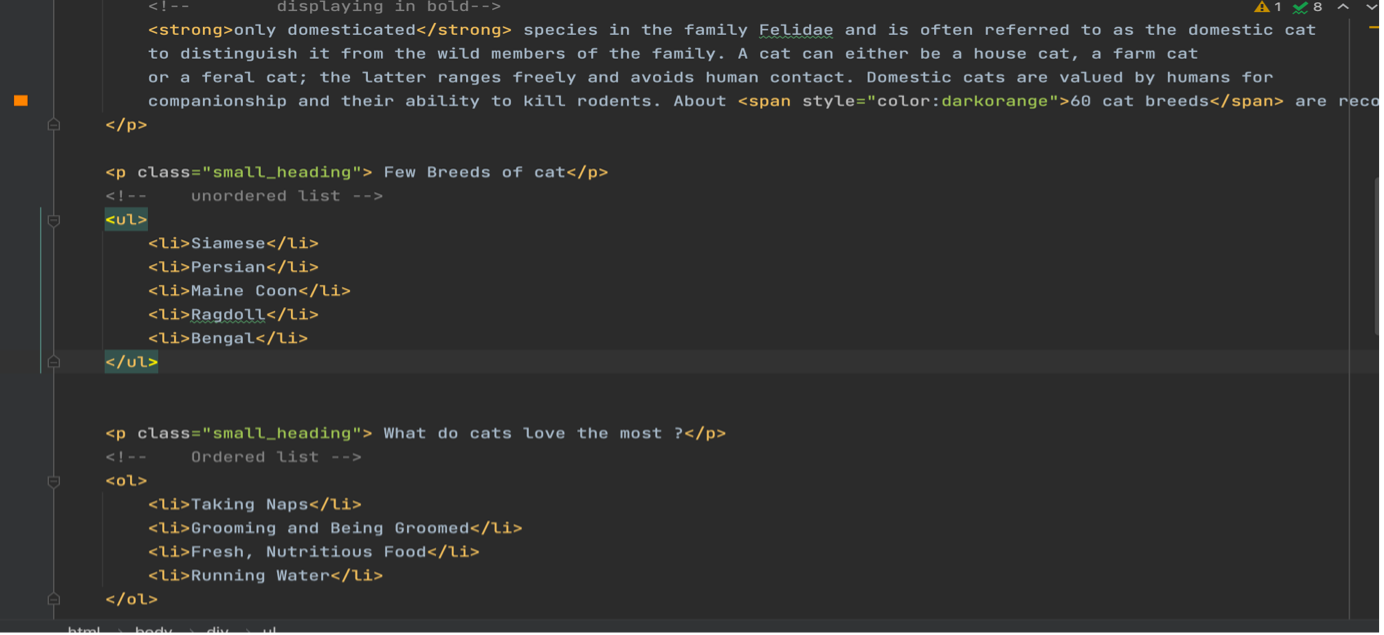 <!--        displaying in bold-->
1 8
<strong>only domesticated</strong> species in the family Felidae and is often referred to as the domestic cat
to distinguish it from the wild members of the family. A cat can either be a house cat, a farm cat
or a feral cat; the latter ranges freely and avoids human contact. Domestic cats are valued by humans for
companionship and their ability to kill rodents. About <span style="color:darkorange">60 cat breeds</span> are reco
</p>
<p class="small_heading"> Few Breeds of cat</p>
<!--    unordered list -->
<ul>
<li>Siamese</li>
<li>Persian</li>
<li>Maine Coon</li>
<li>Ragdoll</li>
<li>Bengal</li>
</ul>
<p class="small_heading"> What do cats love the most ?</p>
<!--    Ordered list -->
<ol>
<li>Taking Naps</li>
<li>Grooming and Being Groomed</li>
<li>Fresh, Nutritious Food</li>
<li>Running Water</li>
</ol>
html > body > div > ul